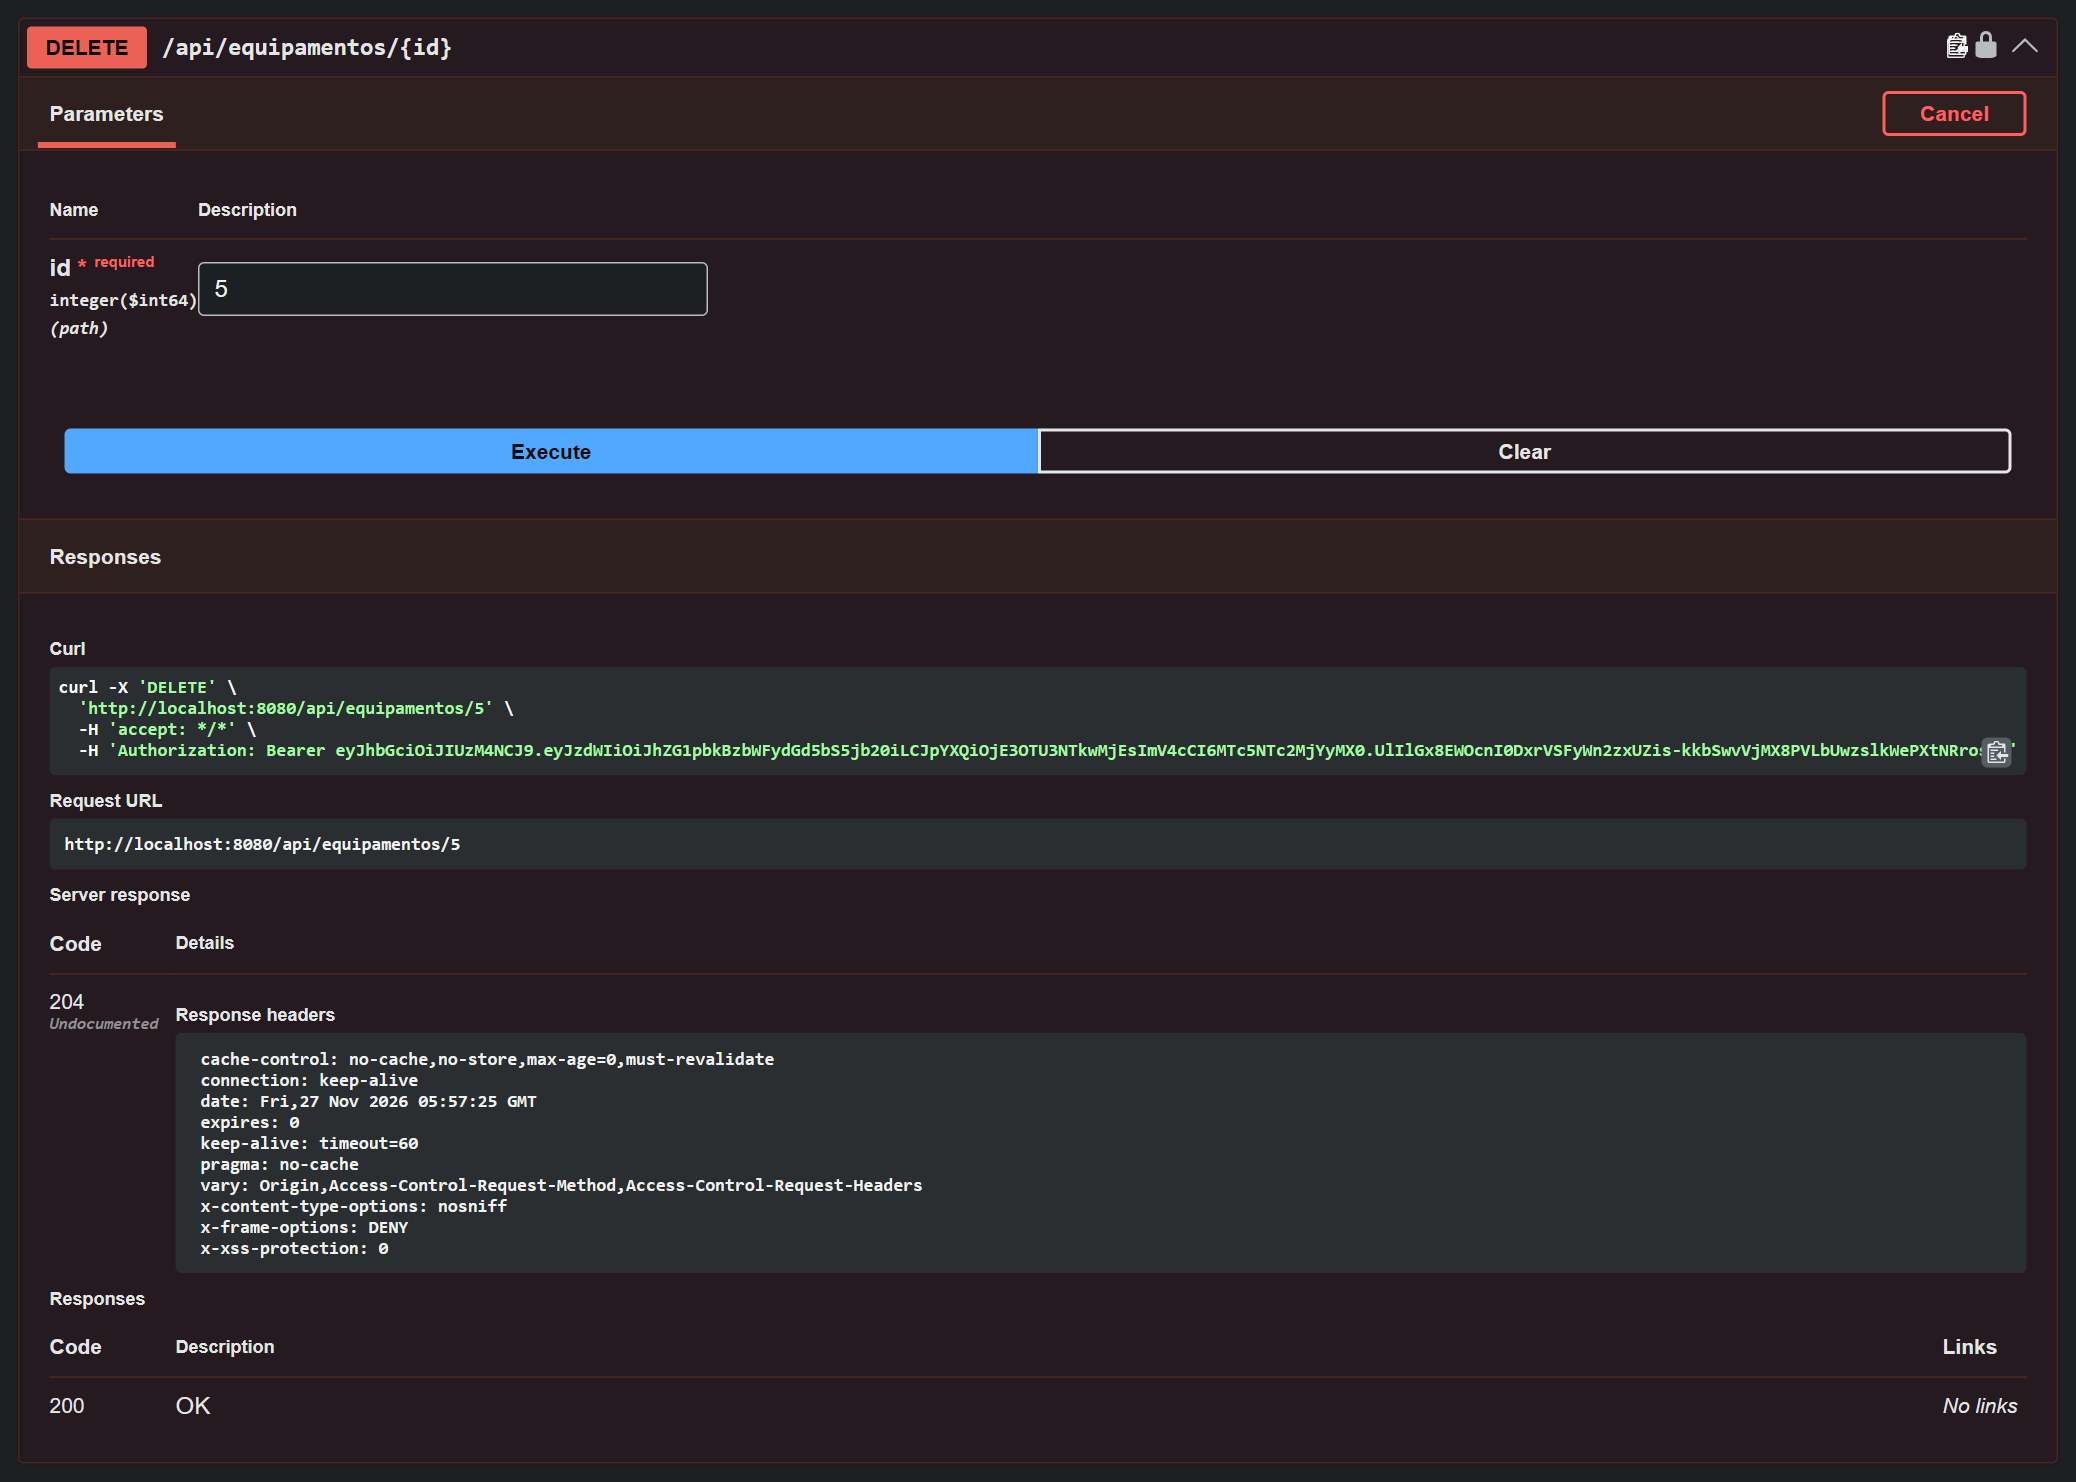 DELETE /api/equipamentos/{id}
Parameters
Cancel
Name Description
id * required
integer($int64)
(path)
5
Execute
Clear
Responses
Curl
curl -X 'DELETE' \
'http://localhost:8080/api/equipamentos/5' \
-H 'accept: */*' \
-H 'Authorization: Bearer eyJhbGciOiJIUzM4NCJ9.eyJzdWIiOiJhZG1pbkBzbWFydGd5bS5jb20iLCJpYXQiOjE3OTU3NTkwMjEsImV4cCI6MTc5NTc2MjYyMX0.UlIlGx8EWOcnI0DxrVSFyWn2zxUZis-kkbSwvVjMX8PVLbUwzslkWePXtNRros
Request URL
http://localhost:8080/api/equipamentos/5
Server response
Code Details
204
Undocumented
Response headers
cache-control: no-cache,no-store,max-age=0,must-revalidate
connection: keep-alive
date: Fri,27 Nov 2026 05:57:25 GMT
expires: 0
keep-alive: timeout=60
pragma: no-cache
vary: Origin,Access-Control-Request-Method,Access-Control-Request-Headers
x-content-type-options: nosniff
x-frame-options: DENY
x-xss-protection: 0
Responses
Code Description Links
200 OK No links